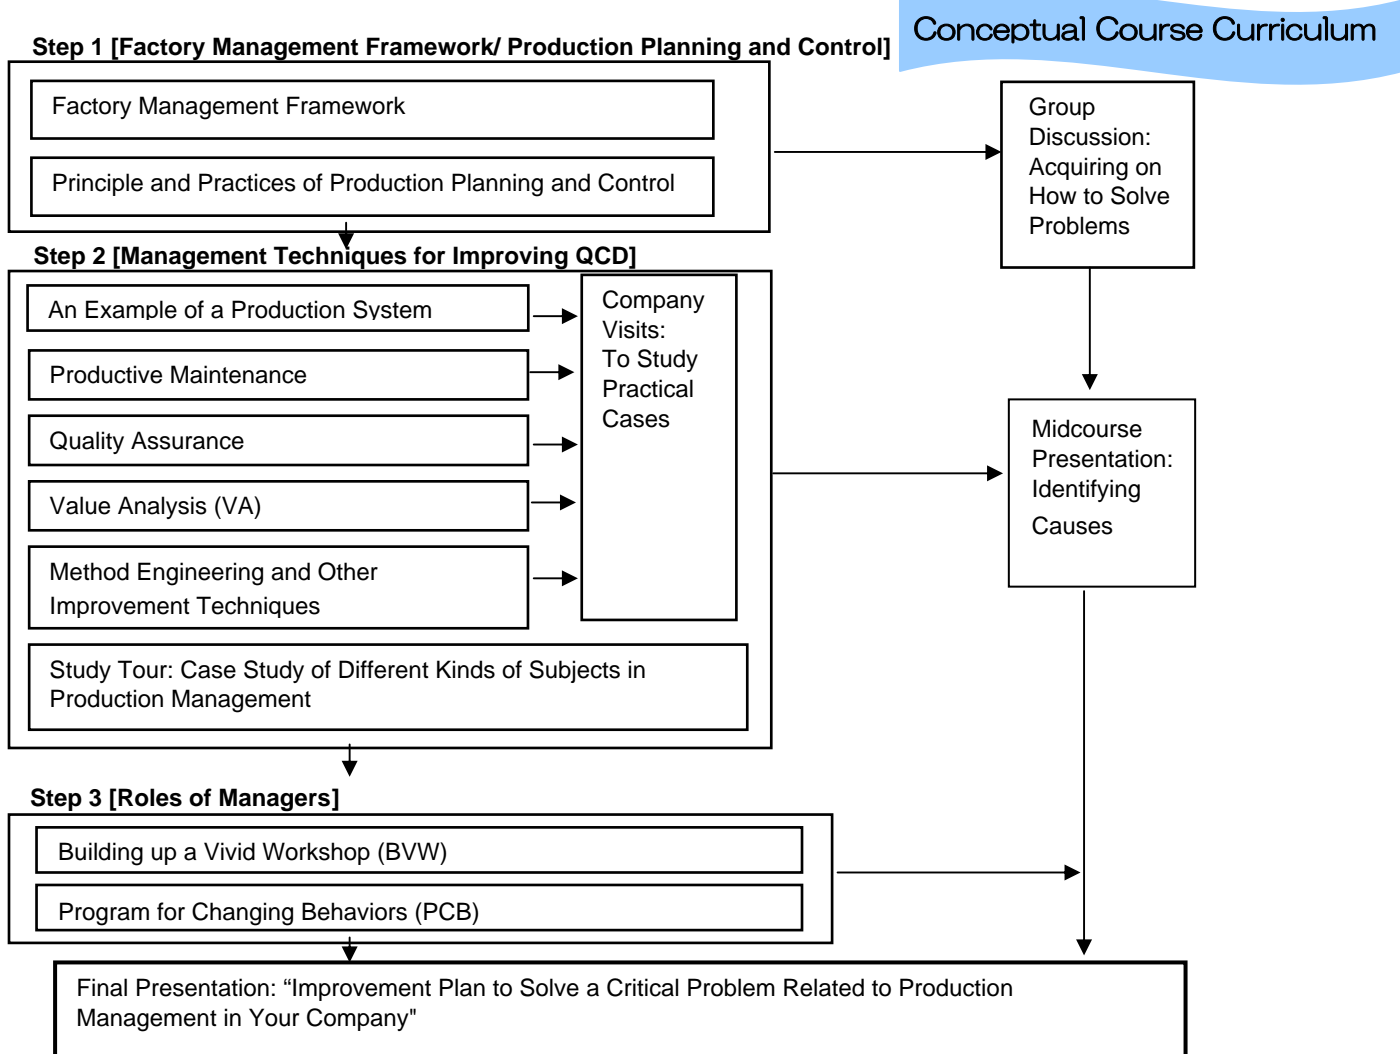 Conceptual Course Curriculum
Step 1 [Factory Management Framework/ Production Planning and Control]
Factory Management Framework
Principle and Practices of Production Planning and Control
Group
Discussion:
Acquiring on
How to Solve
Problems
Step 2 [Management Techniques for Improving QCD]
An Example of a Production System
Productive Maintenance
Quality Assurance
Value Analysis (VA)
Method Engineering and Other
Improvement Techniques
Company
Visits:
To Study
Practical
Cases
Study Tour: Case Study of Different Kinds of Subjects in
Production Management
Midcourse
Presentation:
Identifying
Causes
Step 3 [Roles of Managers]
Building up a Vivid Workshop (BVW)
Program for Changing Behaviors (PCB)
Final Presentation: “Improvement Plan to Solve a Critical Problem Related to Production
Management in Your Company"